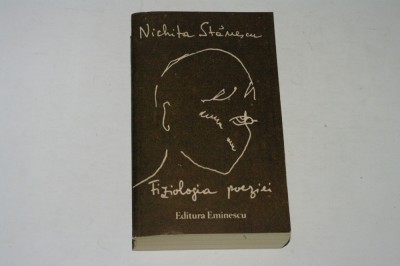 Nichita Stănescu
Fiziologia poeziei
Editura Eminescu